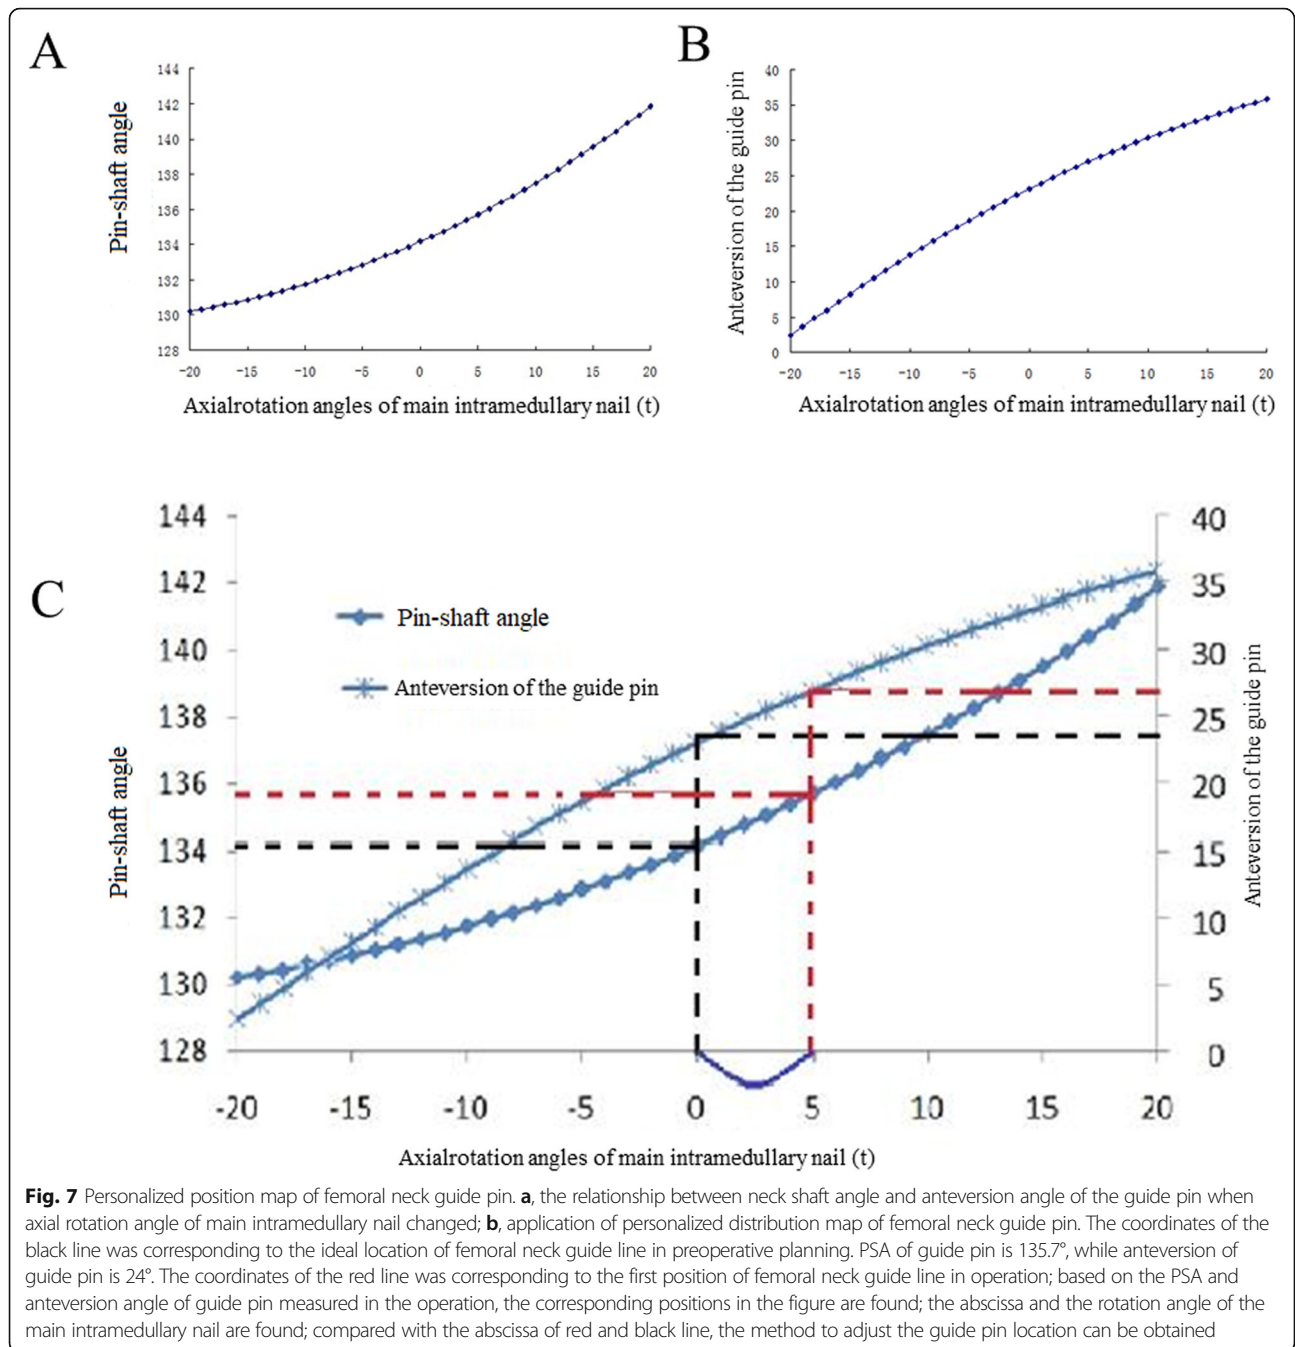 A
Pin-shaft angle
144
142
140
138
136
134
132
130
128
-20 -15 -10 -5 0 5 10 15 20
Axialrotation angles of main intramedullary nail (t)
B
Anteversion of the guide pin
40
35
30
25
20
15
10
5
0
-20 -15 -10 -5 0 5 10 15 20
Axialrotation angles of main intramedullary nail (t)
C
Pin-shaft angle
144
142
140
138
136
134
132
130
128
Pin-shaft angle
Anteversion of the guide pin
40
35
30
25
20
15
10
5
0
Anteversion of the guide pin
-20 -15 -10 -5 0 5 10 15 20
Axialrotation angles of main intramedullary nail (t)
Fig. 7 Personalized position map of femoral neck guide pin. a, the relationship between neck shaft angle and anteversion angle of the guide pin when
axial rotation angle of main intramedullary nail changed; b, application of personalized distribution map of femoral neck guide pin. The coordinates of the
black line was corresponding to the ideal location of femoral neck guide line in preoperative planning. PSA of guide pin is 135.7°, while anteversion of
guide pin is 24°. The coordinates of the red line was corresponding to the first position of femoral neck guide line in operation; based on the PSA and
anteversion angle of guide pin measured in the operation, the corresponding positions in the figure are found; the abscissa and the rotation angle of the
main intramedullary nail are found; compared with the abscissa of red and black line, the method to adjust the guide pin location can be obtained